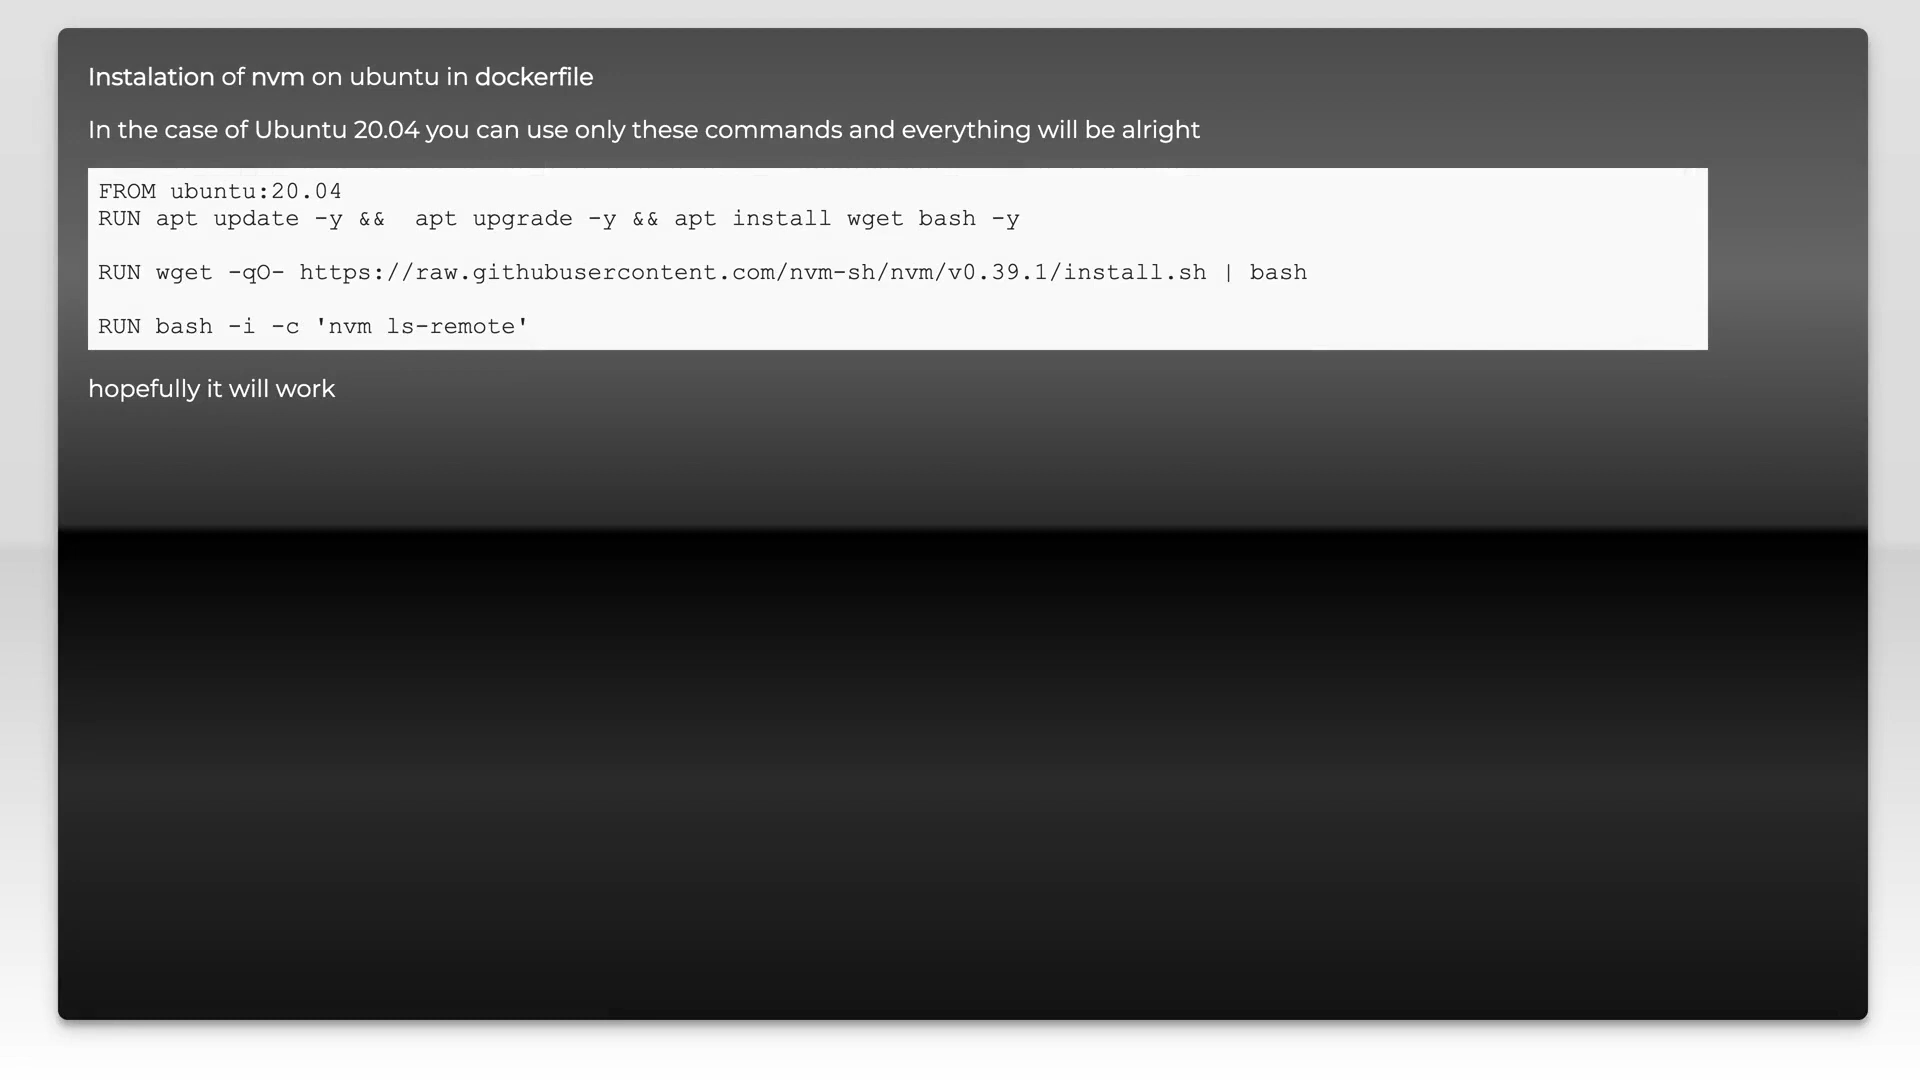 Instalation of nvm on ubuntu in dockerfile
In the case of Ubuntu 20.04 you can use only these commands and everything will be alright
FROM ubuntu:20.04
RUN apt update -y &&  apt upgrade -y && apt install wget bash -y
RUN wget -qO- https://raw.githubusercontent.com/nvm-sh/nvm/v0.39.1/install.sh | bash
RUN bash -i -c 'nvm ls-remote'
hopefully it will work